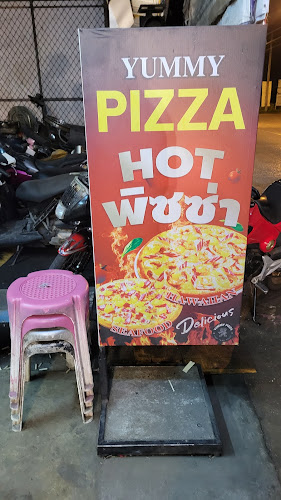 YUMMY
PIZZA
HOT
พิซซ่า
HAWAIIAN
SEAFOOD
Delicious